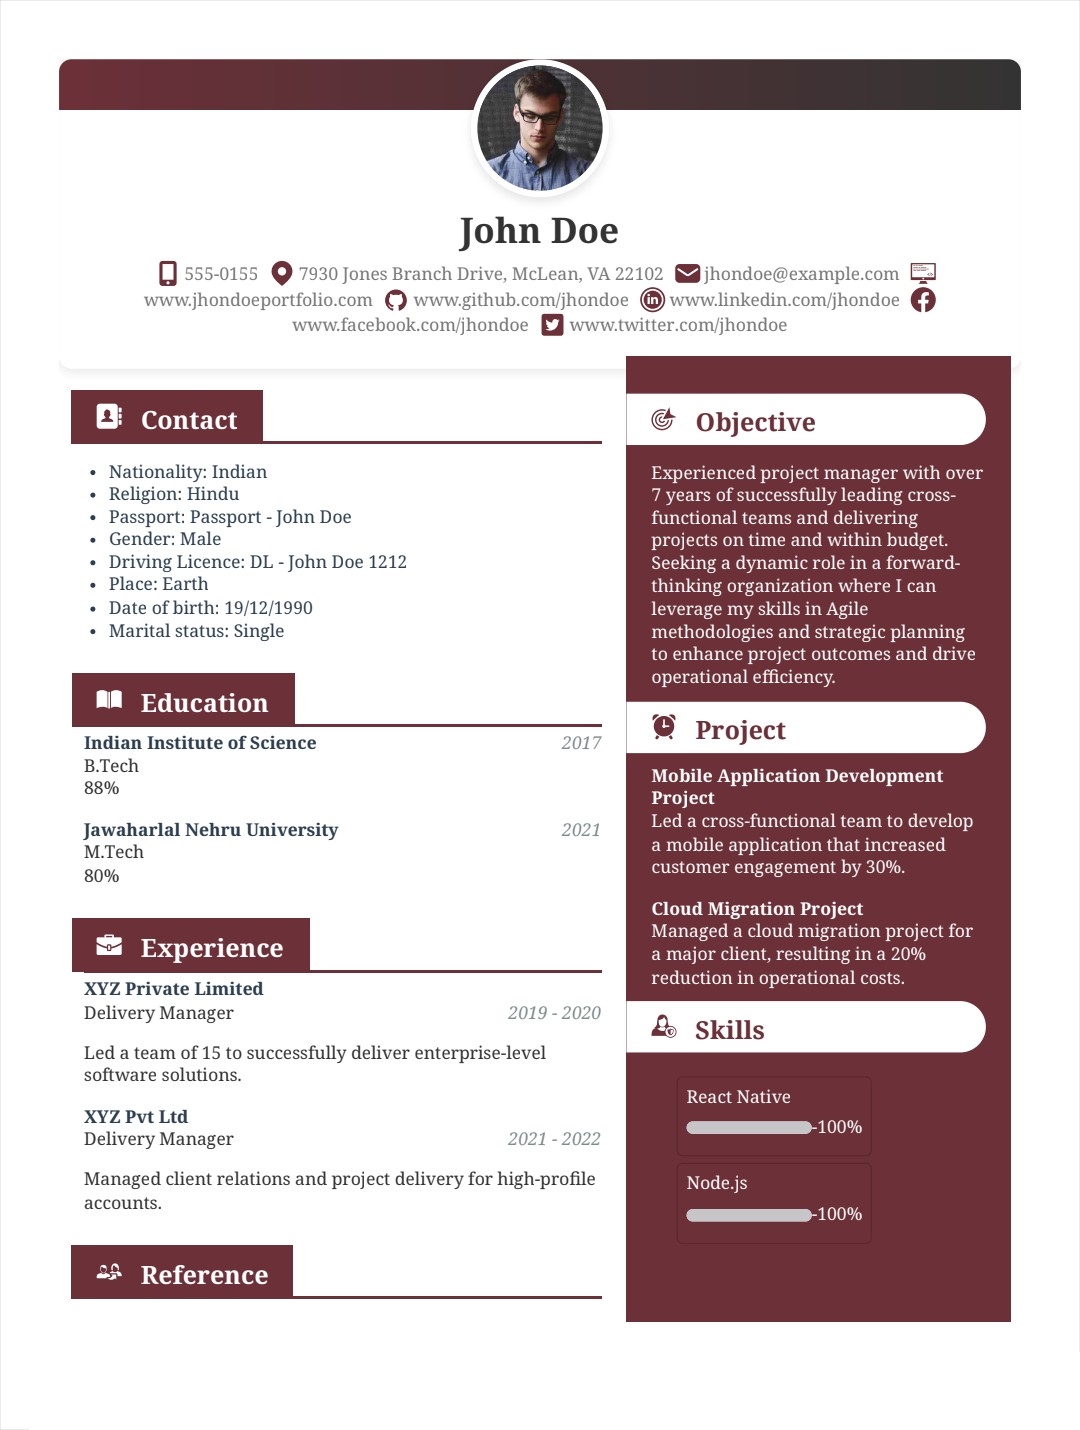 John Doe
555-0155 7930 Jones Branch Drive, McLean, VA 22102 jhondoe@example.com
www.jhondoeportfolio.com www.github.com/jhondoe www.linkedin.com/jhondoe
www.facebook.com/jhondoe www.twitter.com/jhondoe
Contact
• Nationality: Indian
• Religion: Hindu
• Passport: Passport - John Doe
• Gender: Male
• Driving Licence: DL - John Doe 1212
• Place: Earth
• Date of birth: 19/12/1990
• Marital status: Single
Education
Indian Institute of Science 2017
B.Tech
88%
Jawaharlal Nehru University 2021
M.Tech
80%
Experience
XYZ Private Limited
Delivery Manager 2019 - 2020
Led a team of 15 to successfully deliver enterprise-level
software solutions.
XYZ Pvt Ltd
Delivery Manager 2021 - 2022
Managed client relations and project delivery for high-profile
accounts.
Reference
Objective
Experienced project manager with over
7 years of successfully leading cross-
functional teams and delivering
projects on time and within budget.
Seeking a dynamic role in a forward-
thinking organization where I can
leverage my skills in Agile
methodologies and strategic planning
to enhance project outcomes and drive
operational efficiency.
Project
Mobile Application Development
Project
Led a cross-functional team to develop
a mobile application that increased
customer engagement by 30%.
Cloud Migration Project
Managed a cloud migration project for
a major client, resulting in a 20%
reduction in operational costs.
Skills
React Native
-100%
Node.js
-100%